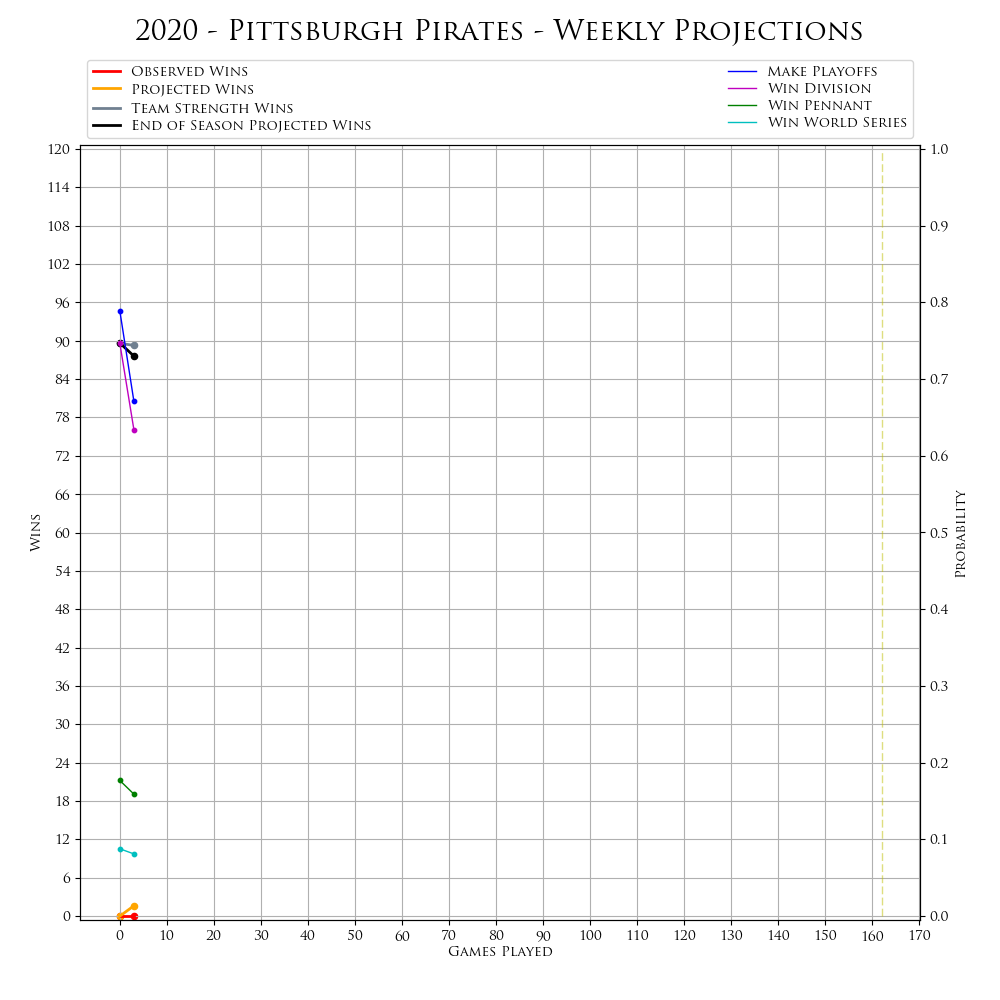 2020 - Pittsburgh Pirates - Weekly Projections
Observed Wins
Projected Wins
Team Strength Wins
End of Season Projected Wins
Make Playoffs
Win Division
Win Pennant
Win World Series
120
114
108
102
96
90
84
78
72
66
60
54
48
42
36
30
24
18
12
6
0
Wins
1.0
0.9
0.8
0.7
0.6
0.5
0.4
0.3
0.2
0.1
0.0
Probability
0 10 20 30 40 50 60 70 80 90 100 110 120 130 140 150 160 170
Games Played